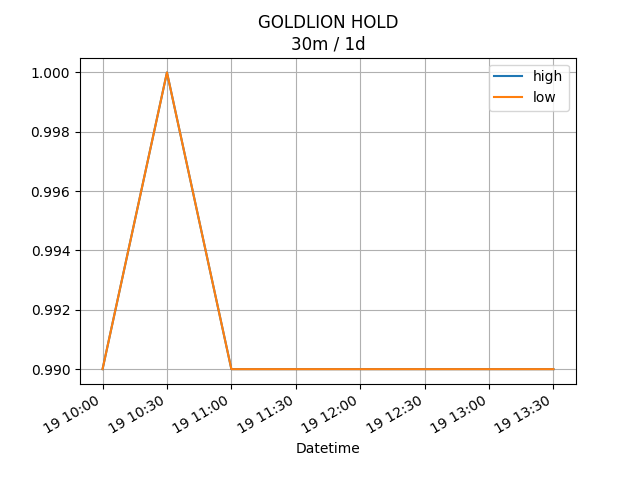 GOLDLION HOLD
30m / 1d
high
low
1.000
0.998
0.996
0.994
0.992
0.990
19 10:00
19 10:30
19 11:00
19 11:30
19 12:00
19 12:30
19 13:00
19 13:30
Datetime